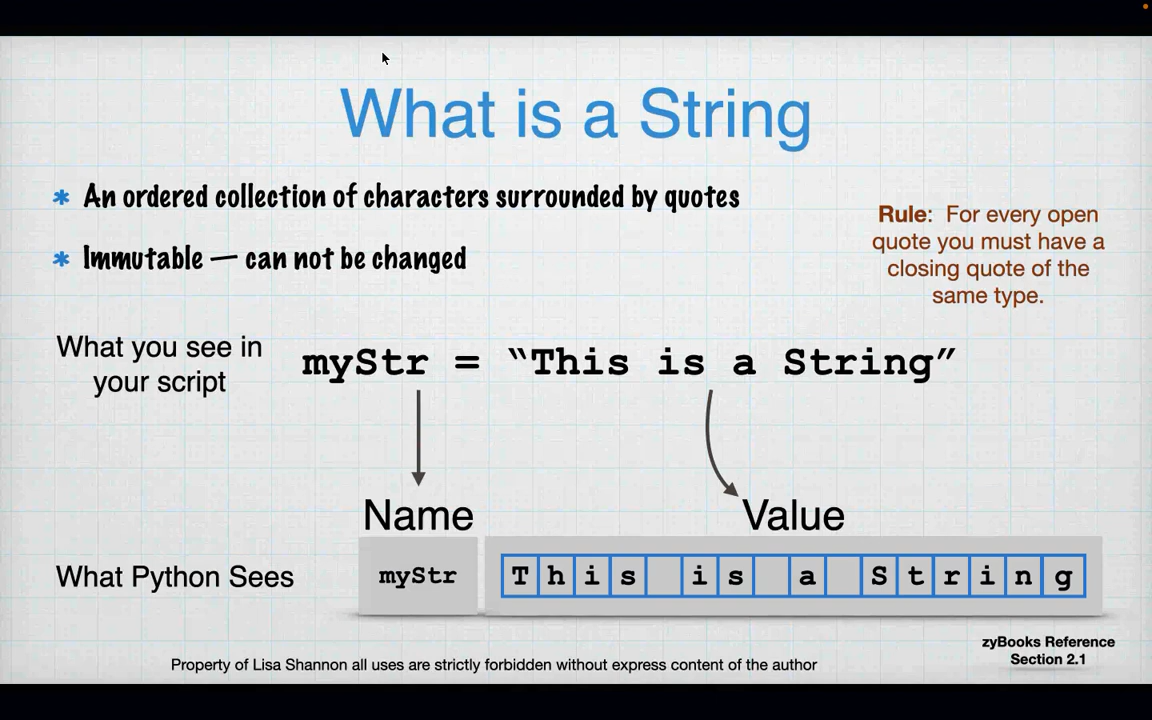 What is a String
* An ordered collection of characters surrounded by quotes
* Immutable — can not be changed
Rule: For every open
quote you must have a
closing quote of the
same type.
What you see in
your script
myStr = “This is a String”
Name
Value
What Python Sees
myStr
This is a String
zyBooks Reference
Section 2.1
Property of Lisa Shannon all uses are strictly forbidden without express content of the author